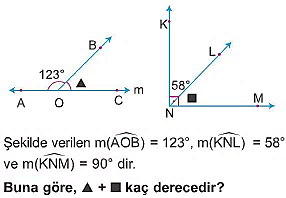 K
B
L
123°
▲
m
58°
■
A
O
C
N
M
Şekilde verilen m(AOB) = 123°, m(KNL) = 58°
ve m(KNM) = 90° dir.
Buna göre, ▲ + ■ kaç derecedir?